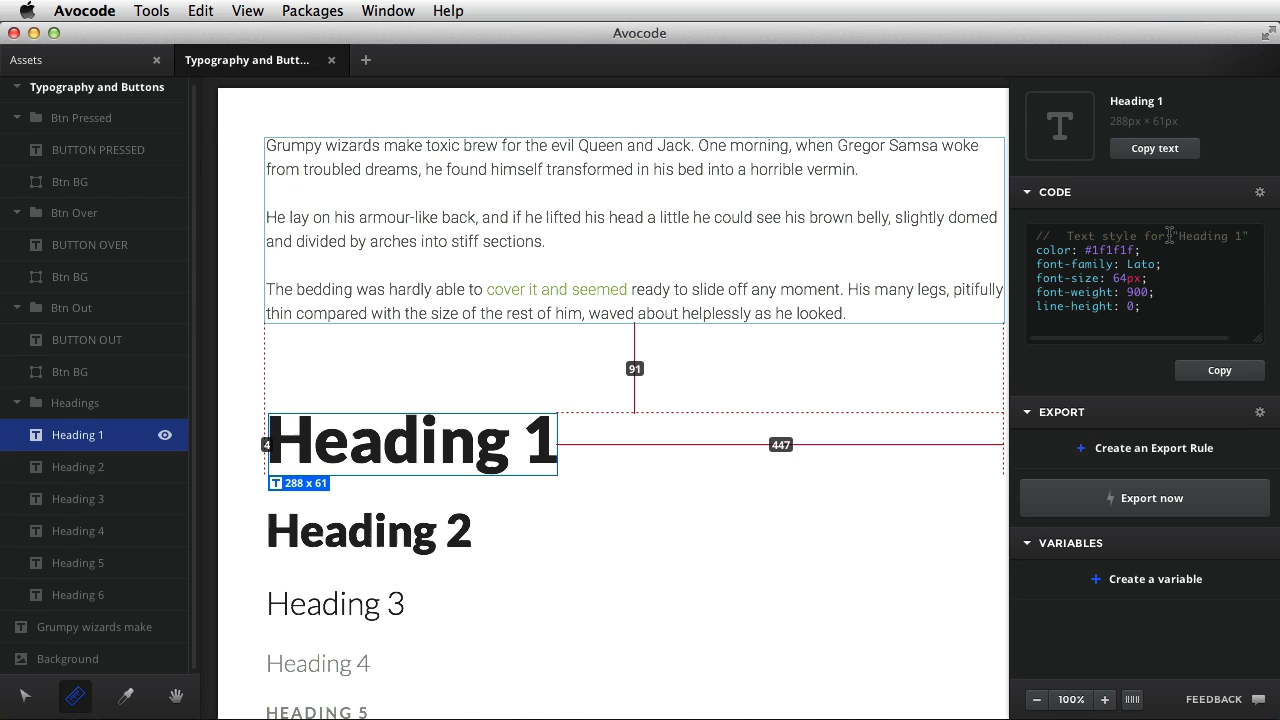 Avocode Tools Edit View Packages Window Help
Avocode
Assets
Typography and Butt...
Typography and Buttons
Btn Pressed
BUTTON PRESSED
Btn BG
Btn Over
BUTTON OVER
Btn BG
Btn Out
BUTTON OUT
Btn BG
Headings
Heading 1
Heading 2
Heading 3
Heading 4
Heading 5
Heading 6
Grumpy wizards make
Background
Grumpy wizards make toxic brew for the evil Queen and Jack. One morning, when Gregor Samsa woke
from troubled dreams, he found himself transformed in his bed into a horrible vermin.
He lay on his armour-like back, and if he lifted his head a little he could see his brown belly, slightly domed
and divided by arches into stiff sections.
The bedding was hardly able to cover it and seemed ready to slide off any moment. His many legs, pitifully
thin compared with the size of the rest of him, waved about helplessly as he looked.
91
4
Heading 1
447
T 288 x 61
Heading 2
Heading 3
Heading 4
HEADING 5
T
Heading 1
288px × 61px
Copy text
CODE
// Text style for "Heading 1"
color: #1f1f1f;
font-family: Lato;
font-size: 64px;
font-weight: 900;
line-height: 0;
Copy
EXPORT
+ Create an Export Rule
Export now
VARIABLES
+ Create a variable
− 100% +
FEEDBACK